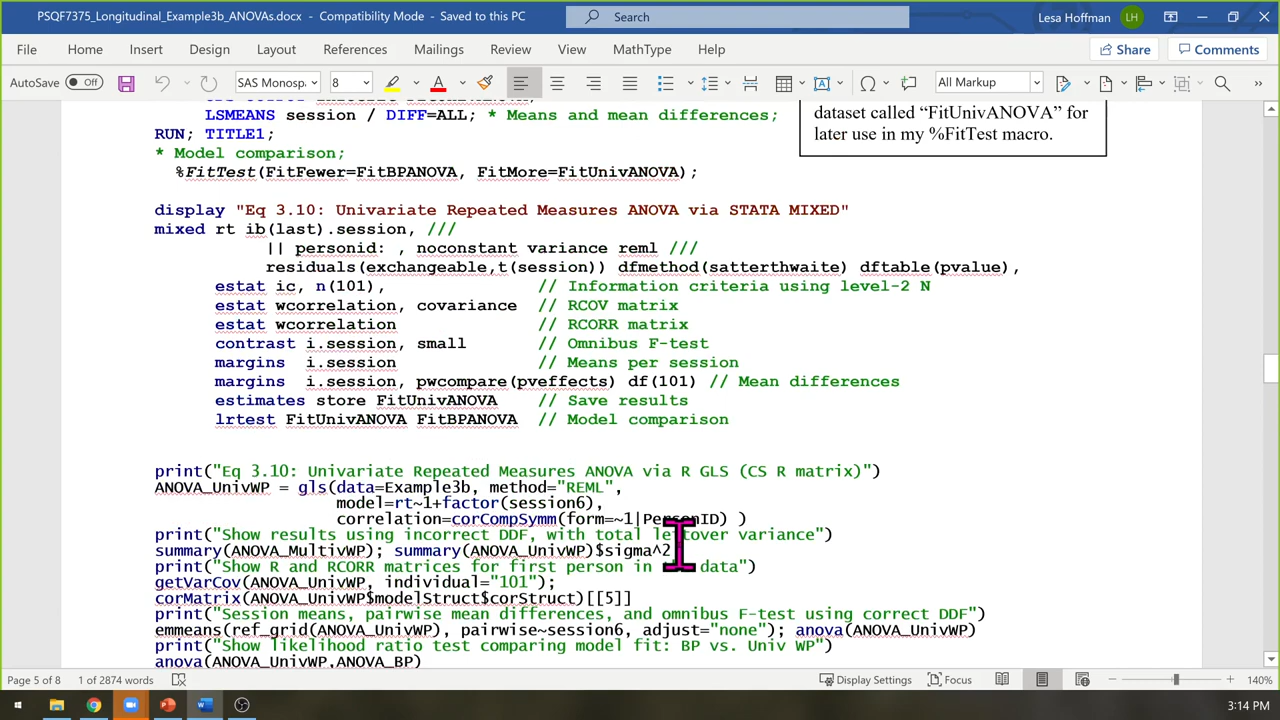 PSQF7375_Longitudinal_Example3b_ANOVAs.docx - Compatibility Mode - Saved to this PC
Search
Lesa Hoffman LH
File Home Insert Design Layout References Mailings Review View MathType Help Share Comments
AutoSave Off SAS Monosp. 8 All Markup
LSMEANS session / DIFF=ALL; * Means and mean differences;
RUN; TITLE1;
* Model comparison;
%FitTest(FitFewer=FitBPANOVA, FitMore=FitUnivANOVA);
dataset called “FitUnivANOVA” for
later use in my %FitTest macro.
display "Eq 3.10: Univariate Repeated Measures ANOVA via STATA MIXED"
mixed rt ib(last).session, ///
|| personid: , noconstant variance reml ///
residuals(exchangeable,t(session)) dfmethod(satterthwaite) dftable(pvalue),
estat ic, n(101), // Information criteria using level-2 N
estat wcorrelation, covariance // RCOV matrix
estat wcorrelation // RCORR matrix
contrast i.session, small // Omnibus F-test
margins i.session // Means per session
margins i.session, pwcompare(pveffects) df(101) // Mean differences
estimates store FitUnivANOVA // Save results
lrtest FitUnivANOVA FitBPANOVA // Model comparison
print("Eq 3.10: Univariate Repeated Measures ANOVA via R GLS (CS R matrix)")
ANOVA_UnivWP = gls(data=Example3b, method="REML",
model=rt~1+factor(session6),
correlation=corCompSymm(form=~1|PersonID) )
print("Show results using incorrect DDF, with total leftover variance")
summary(ANOVA_MultivWP); summary(ANOVA_UnivWP)$sigma^2
print("Show R and RCORR matrices for first person in data")
getVarCov(ANOVA_UnivWP, individual="101");
corMatrix(ANOVA_UnivWP$modelStruct$corStruct)[[5]]
print("Session means, pairwise mean differences, and omnibus F-test using correct DDF")
emmeans(ref_grid(ANOVA_UnivWP), pairwise~session6, adjust="none"); anova(ANOVA_UnivWP)
print("Show likelihood ratio test comparing model fit: BP vs. Univ WP")
anova(ANOVA_UnivWP,ANOVA_BP)
Page 5 of 8 1 of 2874 words Display Settings Focus 140%
3:14 PM